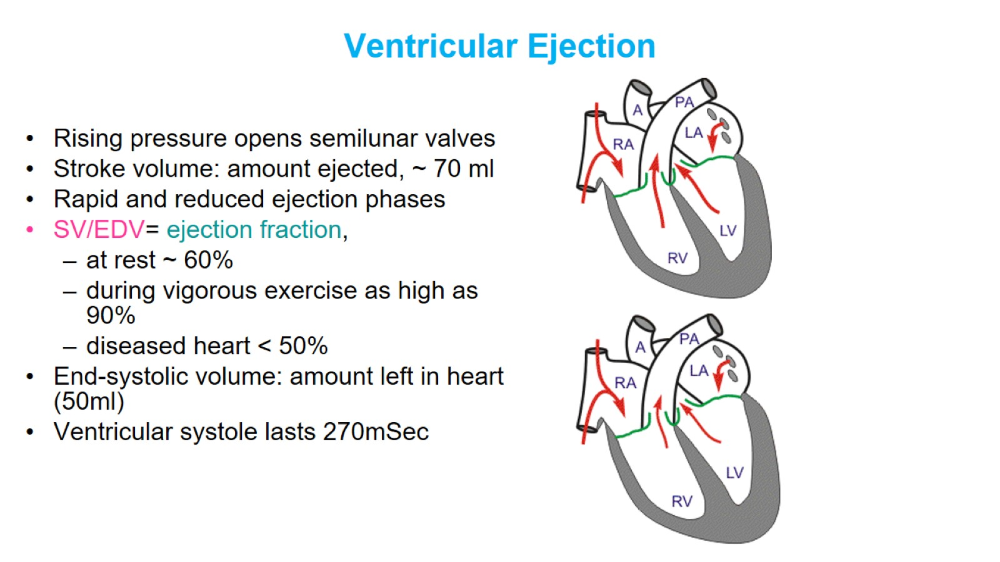 Ventricular Ejection
• Rising pressure opens semilunar valves
• Stroke volume: amount ejected, ~ 70 ml
• Rapid and reduced ejection phases
• SV/EDV= ejection fraction,
– at rest ~ 60%
– during vigorous exercise as high as
90%
– diseased heart < 50%
• End-systolic volume: amount left in heart
(50ml)
• Ventricular systole lasts 270mSec
A
PA
LA
RA
LV
RV
A
PA
LA
RA
LV
RV